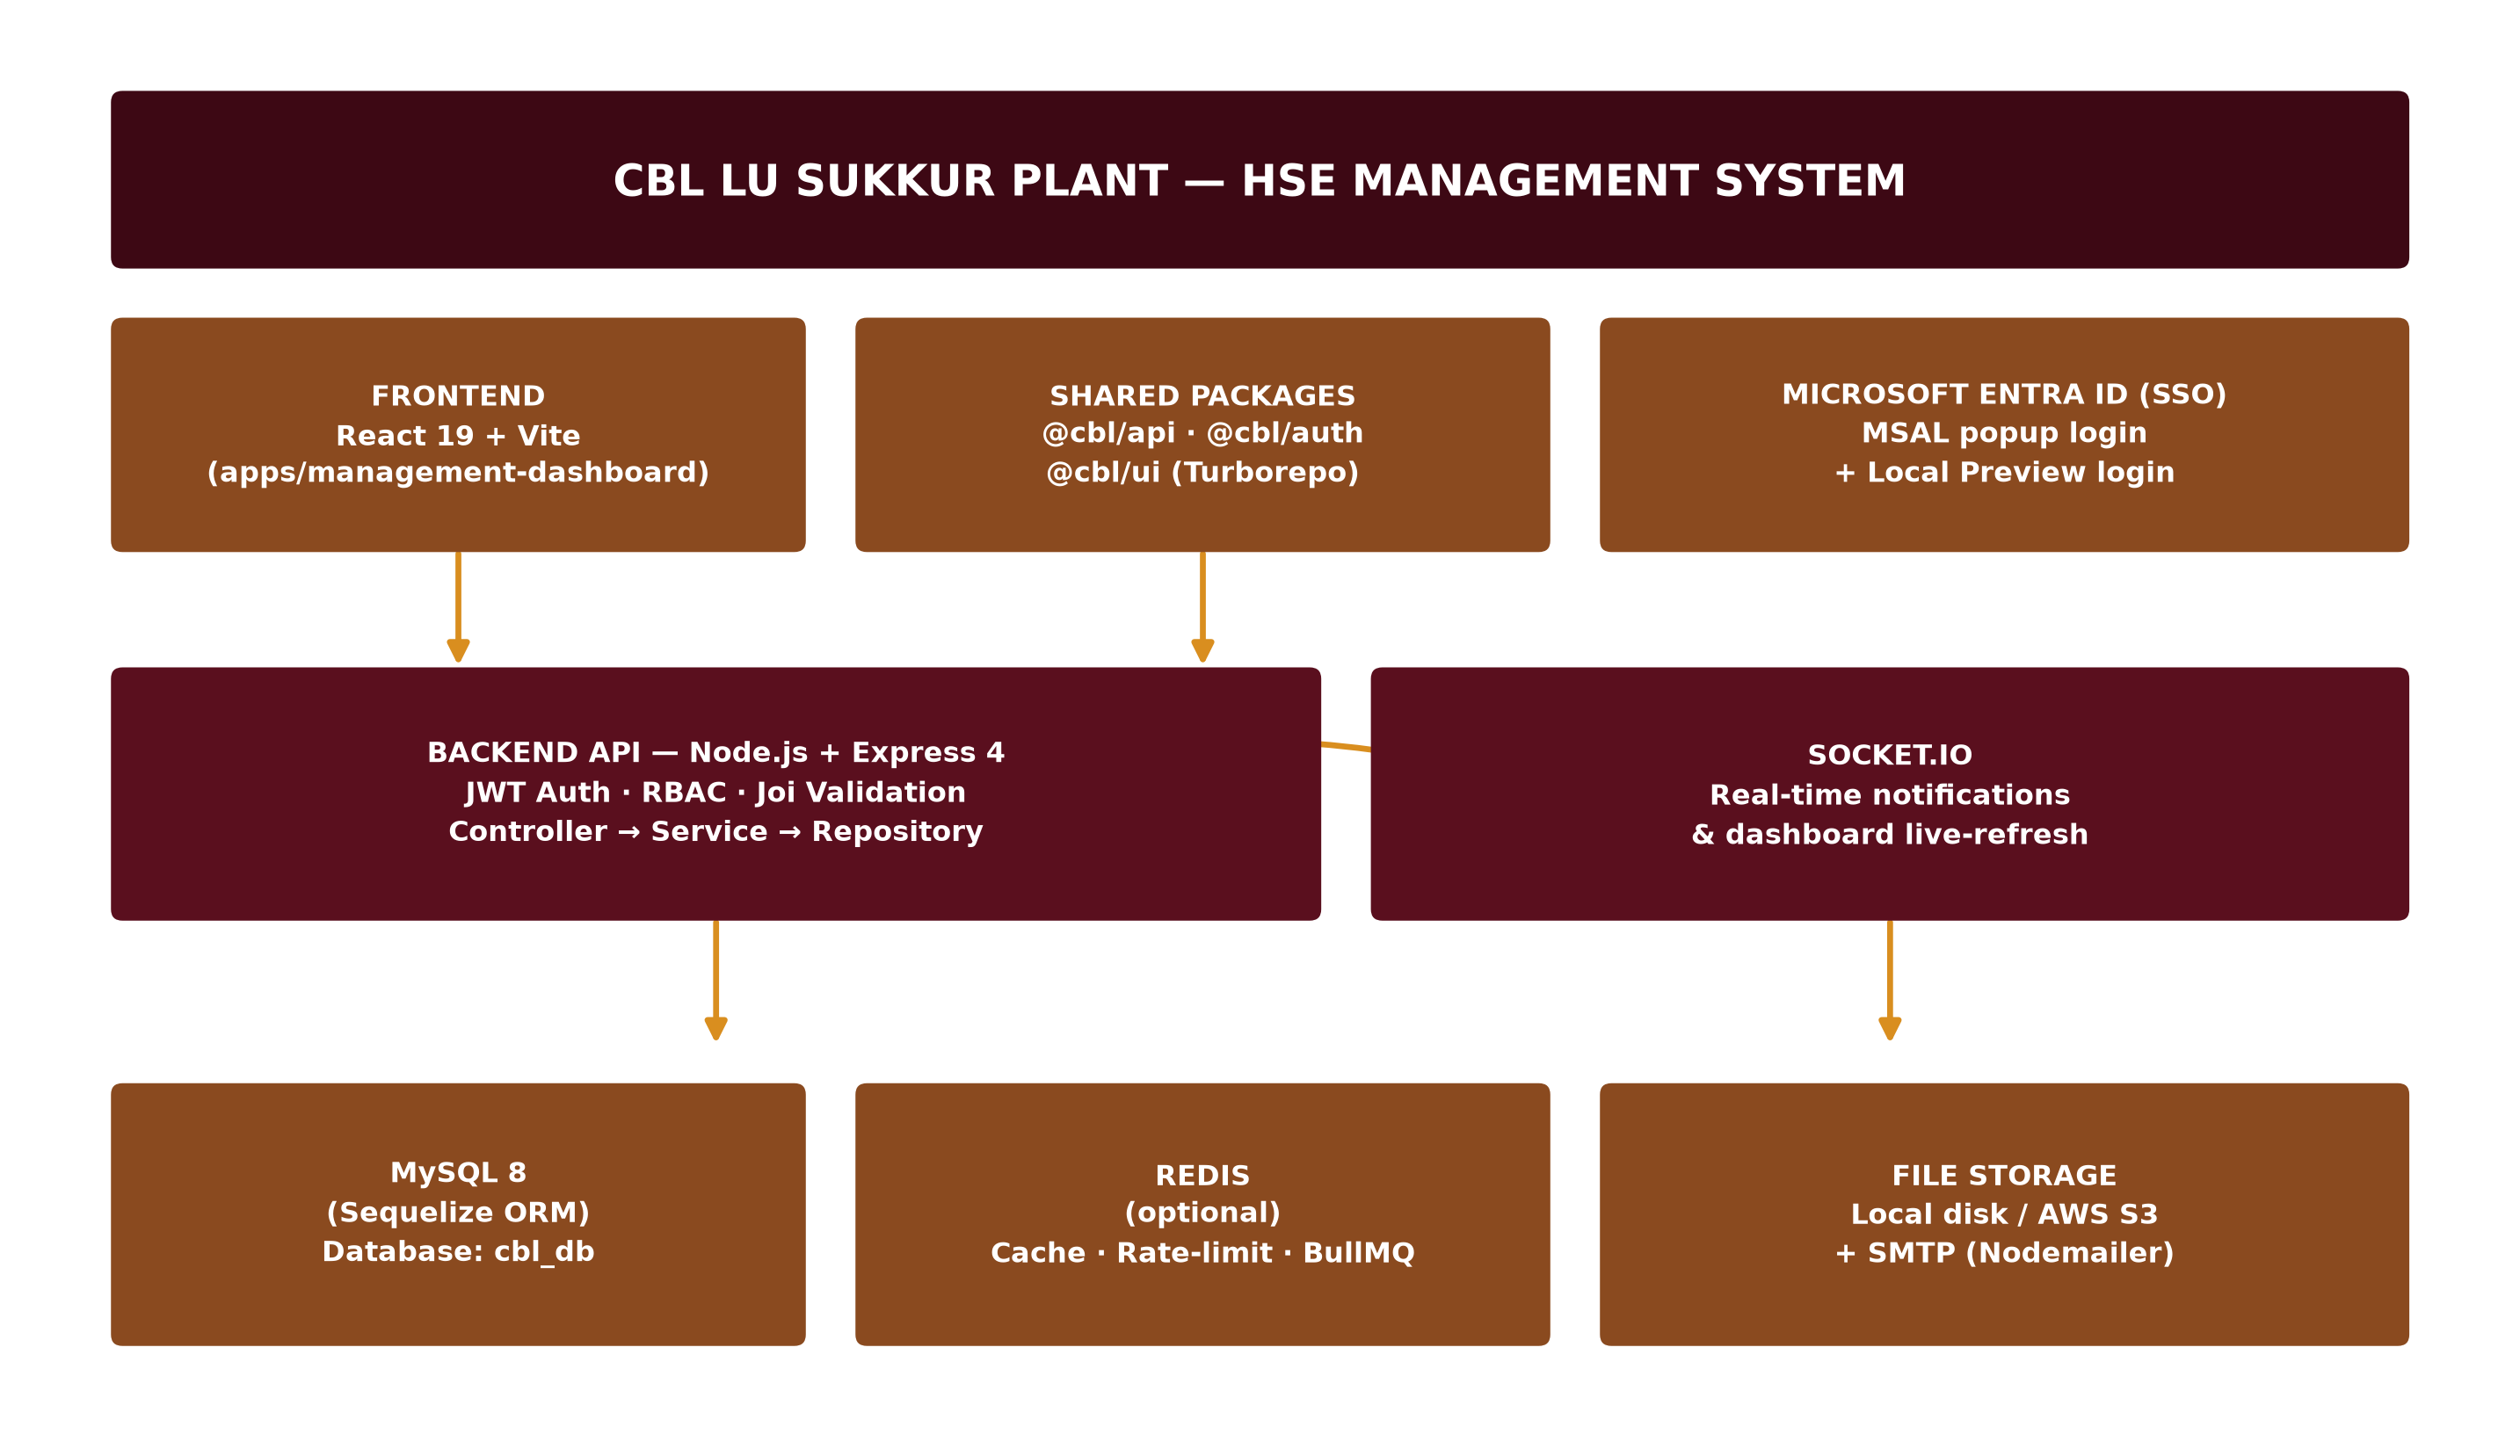 CBL LU SUKKUR PLANT — HSE MANAGEMENT SYSTEM
FRONTEND
React 19 + Vite
(apps/management-dashboard)
SHARED PACKAGES
@cbl/api · @cbl/auth
@cbl/ui (Turborepo)
MICROSOFT ENTRA ID (SSO)
MSAL popup login
+ Local Preview login
BACKEND API — Node.js + Express 4
JWT Auth · RBAC · Joi Validation
Controller → Service → Repository
SOCKET.IO
Real-time notifications
& dashboard live-refresh
MySQL 8
(Sequelize ORM)
Database: cbl_db
REDIS
(optional)
Cache · Rate-limit · BullMQ
FILE STORAGE
Local disk / AWS S3
+ SMTP (Nodemailer)